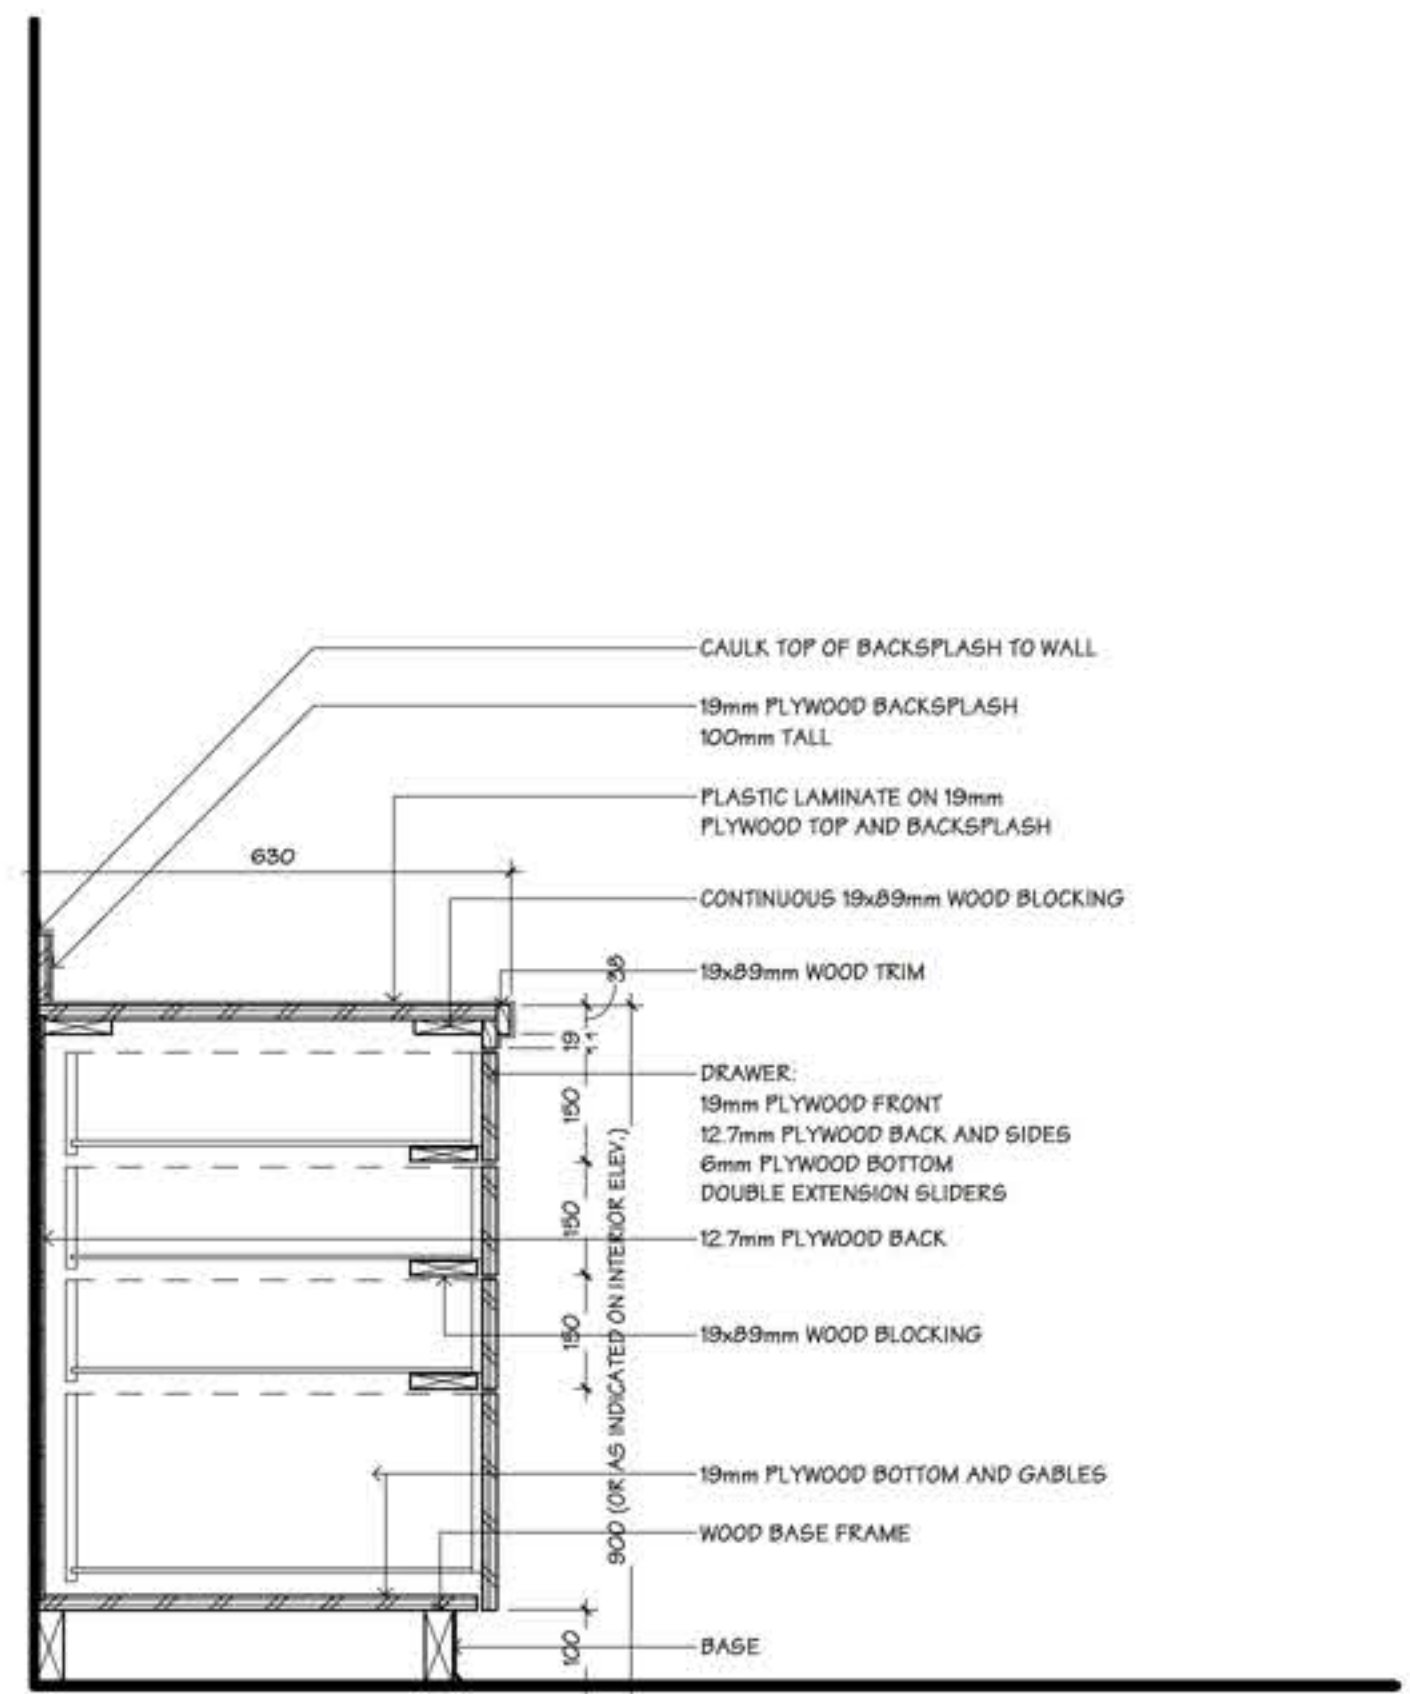 CAULK TOP OF BACKSPLASH TO WALL
19mm PLYWOOD BACKSPLASH
100mm TALL
PLASTIC LAMINATE ON 19mm
PLYWOOD TOP AND BACKSPLASH
630
CONTINUOUS 19x89mm WOOD BLOCKING
38
19x89mm WOOD TRIM
19
DRAWER:
19mm PLYWOOD FRONT
12.7mm PLYWOOD BACK AND SIDES
6mm PLYWOOD BOTTOM
DOUBLE EXTENSION SLIDERS
150
150
150
900 (OR AS INDICATED ON INTERIOR ELEV.)
12.7mm PLYWOOD BACK
19x89mm WOOD BLOCKING
19mm PLYWOOD BOTTOM AND GABLES
WOOD BASE FRAME
100
BASE